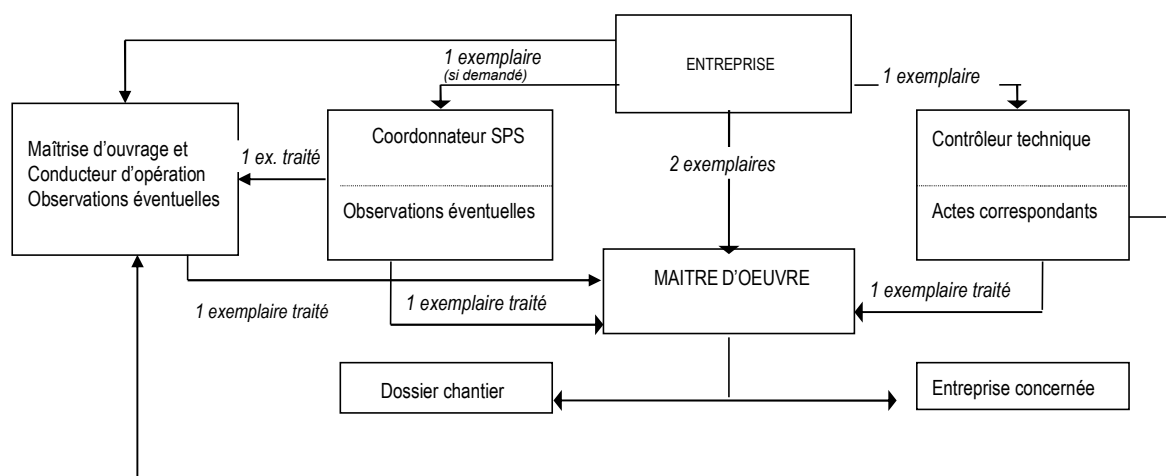 1 exemplaire
(si demandé)
ENTREPRISE
1 exemplaire
Maîtrise d'ouvrage et
Conducteur d'opération
Observations éventuelles
1 ex. traité
Coordonnateur SPS
Observations éventuelles
2 exemplaires
Contrôleur technique
Actes correspondants
1 exemplaire traité
1 exemplaire traité
MAITRE D'OEUVRE
1 exemplaire traité
Dossier chantier
Entreprise concernée